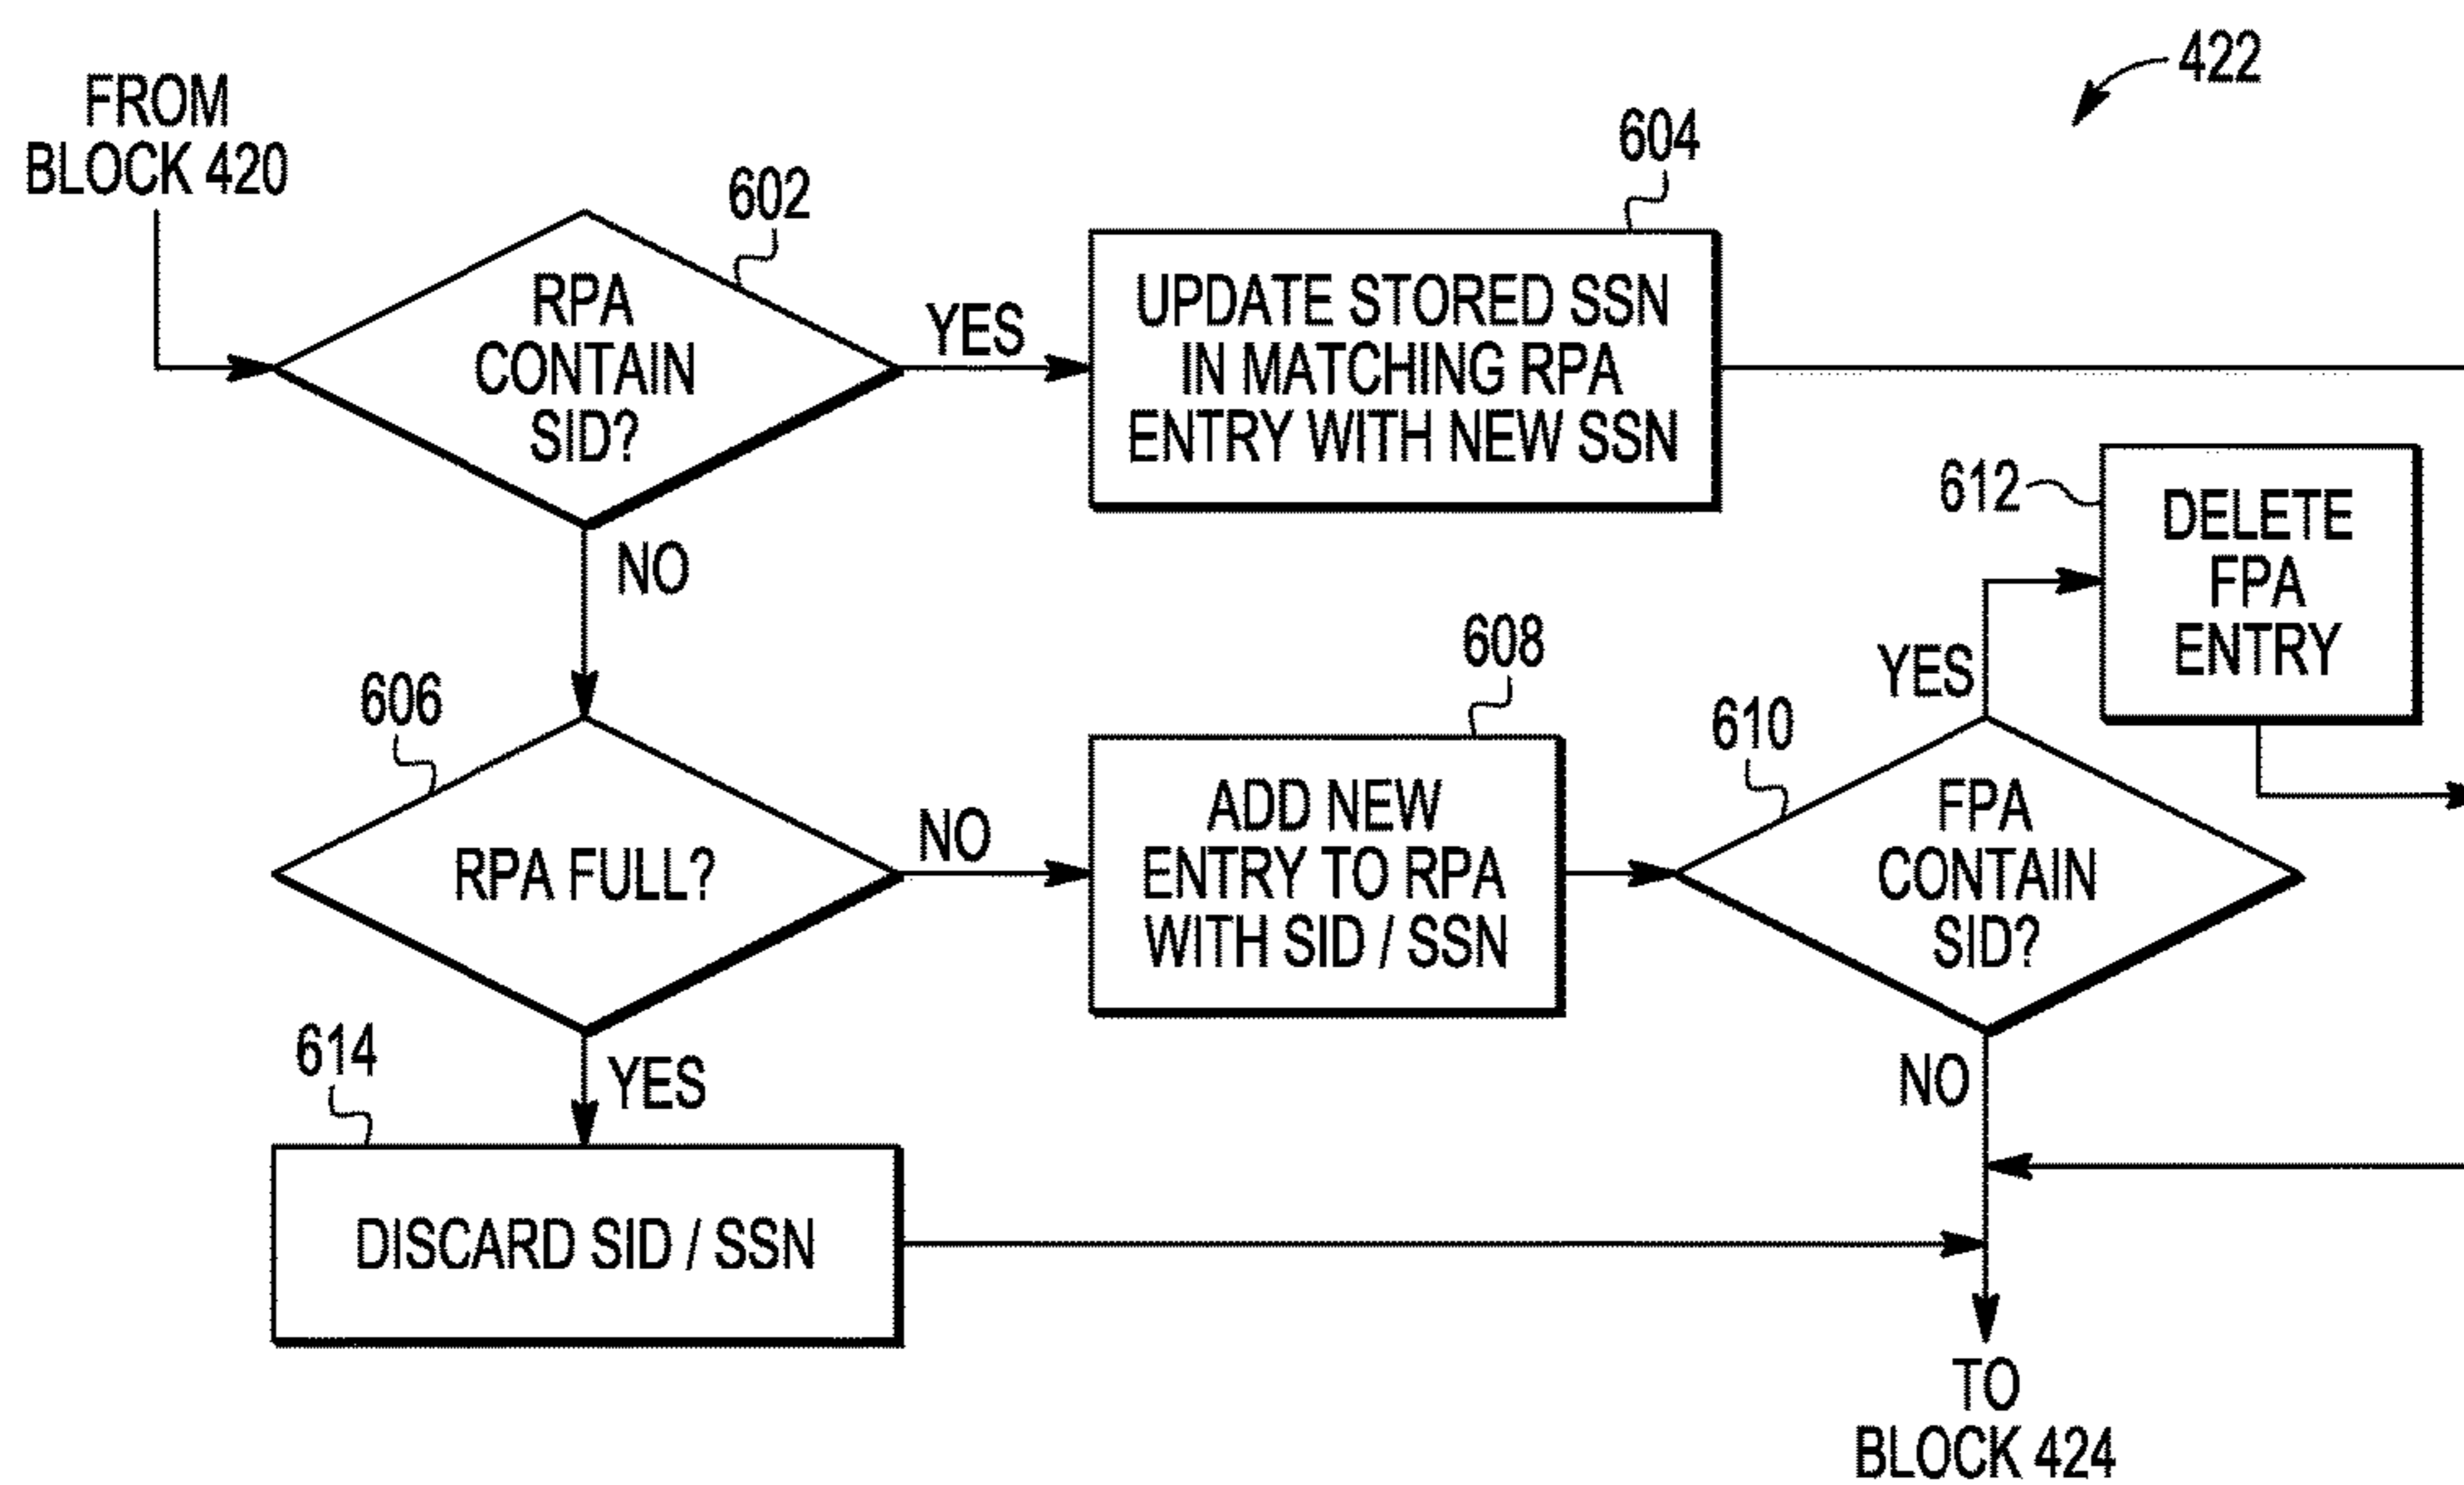 422
FROM
BLOCK 420
602
604
RPA
CONTAIN
SID?
YES
UPDATE STORED SSN
IN MATCHING RPA
ENTRY WITH NEW SSN
612
DELETE
FPA
ENTRY
NO
606
608
YES
610
RPA FULL?
NO
ADD NEW
ENTRY TO RPA
WITH SID / SSN
FPA
CONTAIN
SID?
614
YES
NO
DISCARD SID / SSN
TO
BLOCK 424